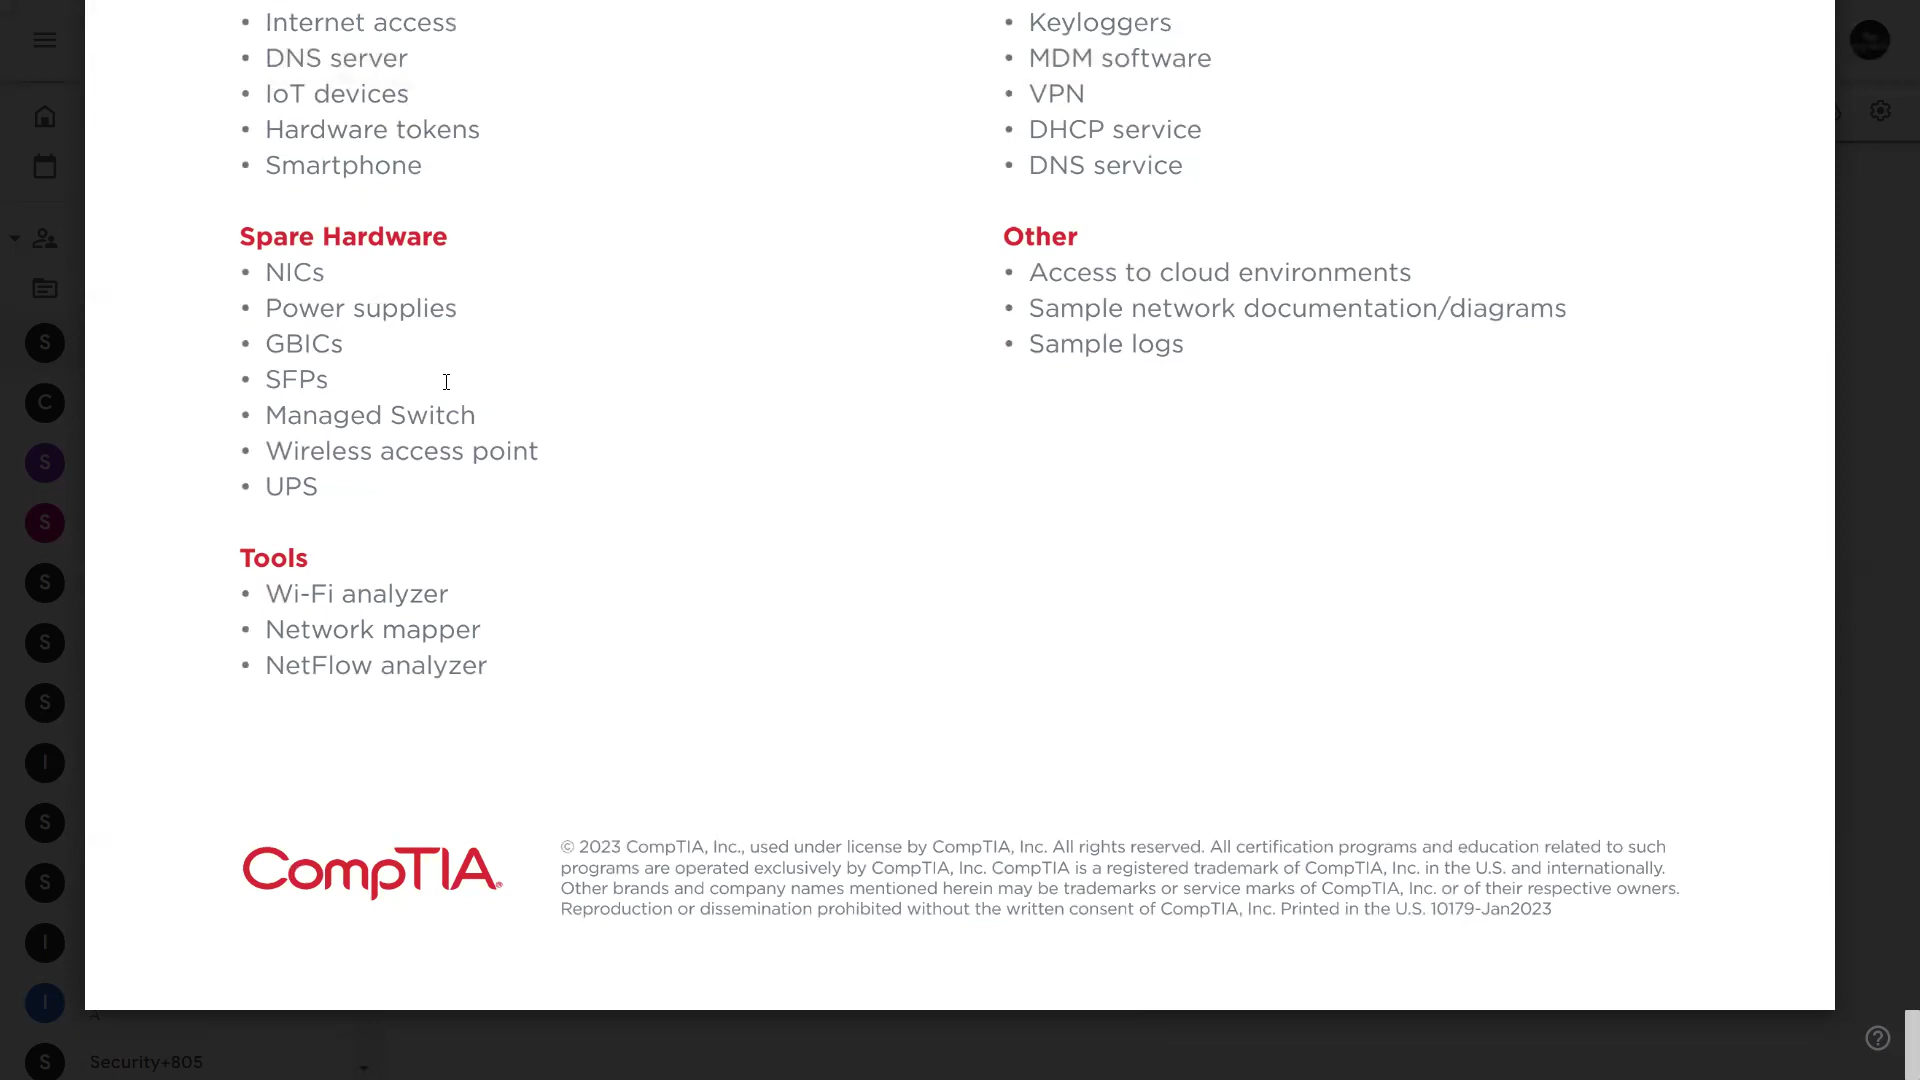 • Internet access
• DNS server
• IoT devices
• Hardware tokens
• Smartphone
Spare Hardware
• NICs
• Power supplies
• GBICs
• SFPs
• Managed Switch
• Wireless access point
• UPS
Tools
• Wi-Fi analyzer
• Network mapper
• NetFlow analyzer
• Keyloggers
• MDM software
• VPN
• DHCP service
• DNS service
Other
• Access to cloud environments
• Sample network documentation/diagrams
• Sample logs
CompTIA®
© 2023 CompTIA, Inc., used under license by CompTIA, Inc. All rights reserved. All certification programs and education related to such
programs are operated exclusively by CompTIA, Inc. CompTIA is a registered trademark of CompTIA, Inc. in the U.S. and internationally.
Other brands and company names mentioned herein may be trademarks or service marks of CompTIA, Inc. or of their respective owners.
Reproduction or dissemination prohibited without the written consent of CompTIA, Inc. Printed in the U.S. 10179-Jan2023
S
C
S
S
S
S
S
I
S
S
I
I
S
Security+805